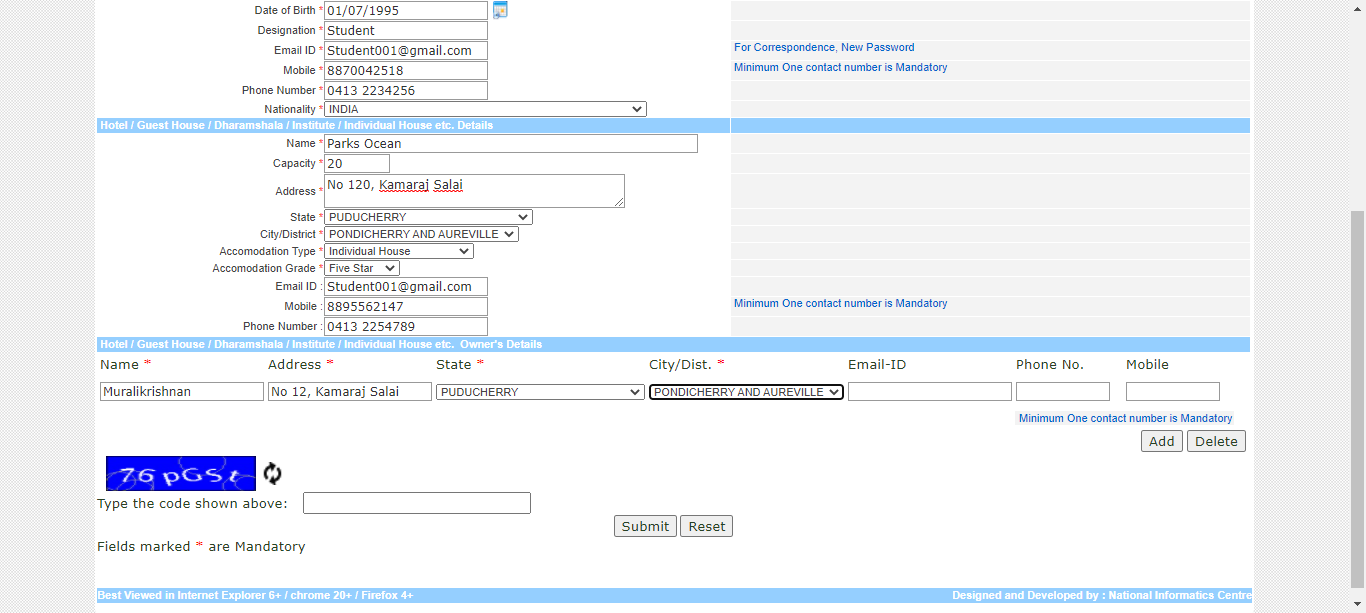 Date of Birth * 01/07/1995
Designation * Student
Email ID * Student001@gmail.com For Correspondence, New Password
Mobile * 8870042518 Minimum One contact number is Mandatory
Phone Number * 0413 2234256
Nationality * INDIA
Hotel / Guest House / Dharamshala / Institute / Individual House etc. Details
Name * Parks Ocean
Capacity * 20
Address * No 120, Kamaraj Salai
State * PUDUCHERRY
City/District * PONDICHERRY AND AUREVILLE
Accomodation Type * Individual House
Accomodation Grade * Five Star
Email ID : Student001@gmail.com
Mobile : 8895562147 Minimum One contact number is Mandatory
Phone Number : 0413 2254789
Hotel / Guest House / Dharamshala / Institute / Individual House etc. Owner's Details
Name * Address * State * City/Dist. * Email-ID Phone No. Mobile
Muralikrishnan No 12, Kamaraj Salai PUDUCHERRY PONDICHERRY AND AUREVILLE
Minimum One contact number is Mandatory
Add Delete
76pGSt
Type the code shown above:
Submit Reset
Fields marked * are Mandatory
Best Viewed in Internet Explorer 6+ / chrome 20+ / Firefox 4+ Designed and Developed by : National Informatics Centre